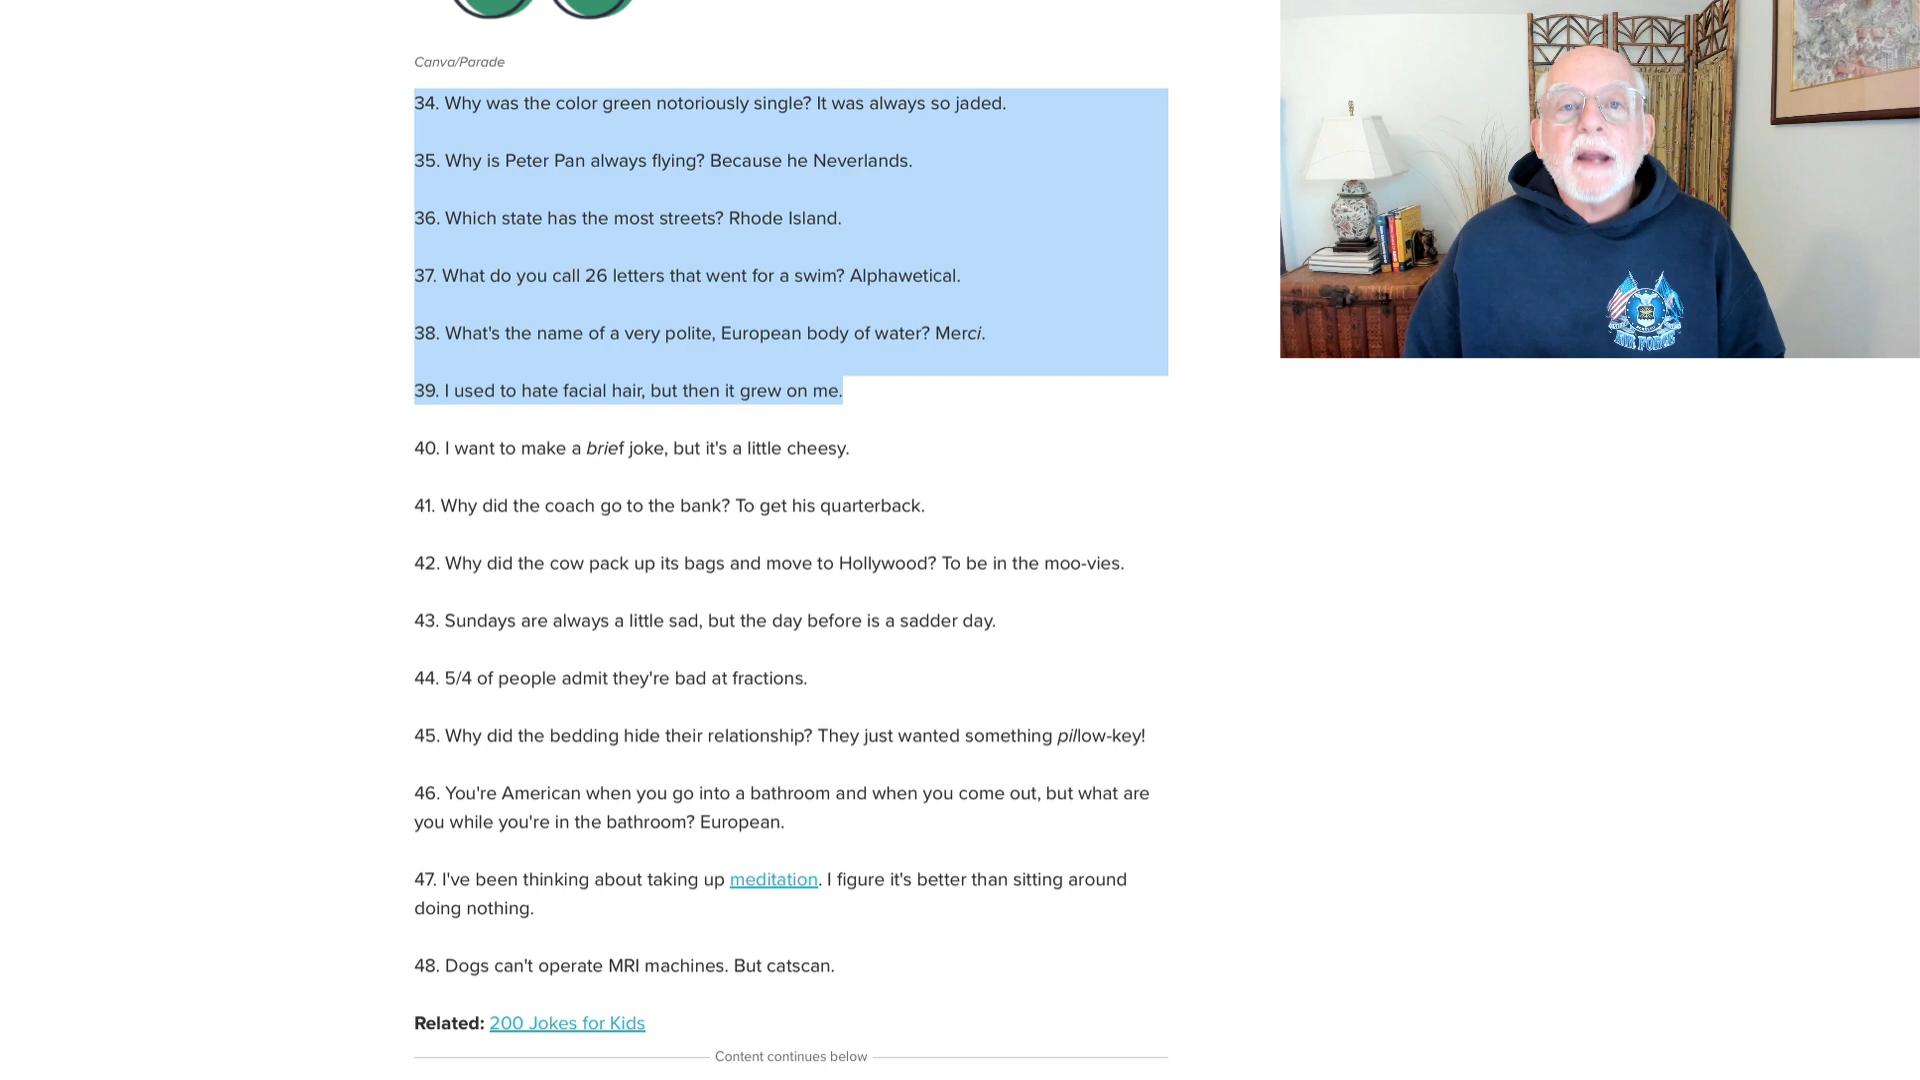 Canva/Parade
34. Why was the color green notoriously single? It was always so jaded.
35. Why is Peter Pan always flying? Because he Neverlands.
36. Which state has the most streets? Rhode Island.
37. What do you call 26 letters that went for a swim? Alphawetical.
38. What's the name of a very polite, European body of water? Merci.
39. I used to hate facial hair, but then it grew on me.
40. I want to make a brief joke, but it's a little cheesy.
41. Why did the coach go to the bank? To get his quarterback.
42. Why did the cow pack up its bags and move to Hollywood? To be in the moo-vies.
43. Sundays are always a little sad, but the day before is a sadder day.
44. 5/4 of people admit they're bad at fractions.
45. Why did the bedding hide their relationship? They just wanted something pillow-key!
46. You're American when you go into a bathroom and when you come out, but what are
you while you're in the bathroom? European.
47. I've been thinking about taking up meditation. I figure it's better than sitting around
doing nothing.
48. Dogs can't operate MRI machines. But catscan.
Related: 200 Jokes for Kids
Content continues below
AIR FORCE